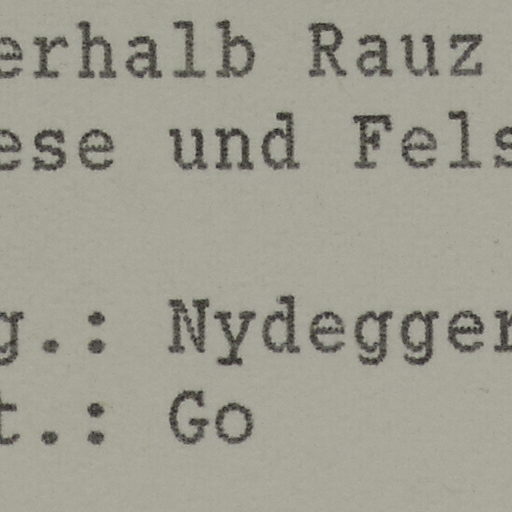 erhalb Rauz
ese und Fels
g.: Nydegger
t.: Go